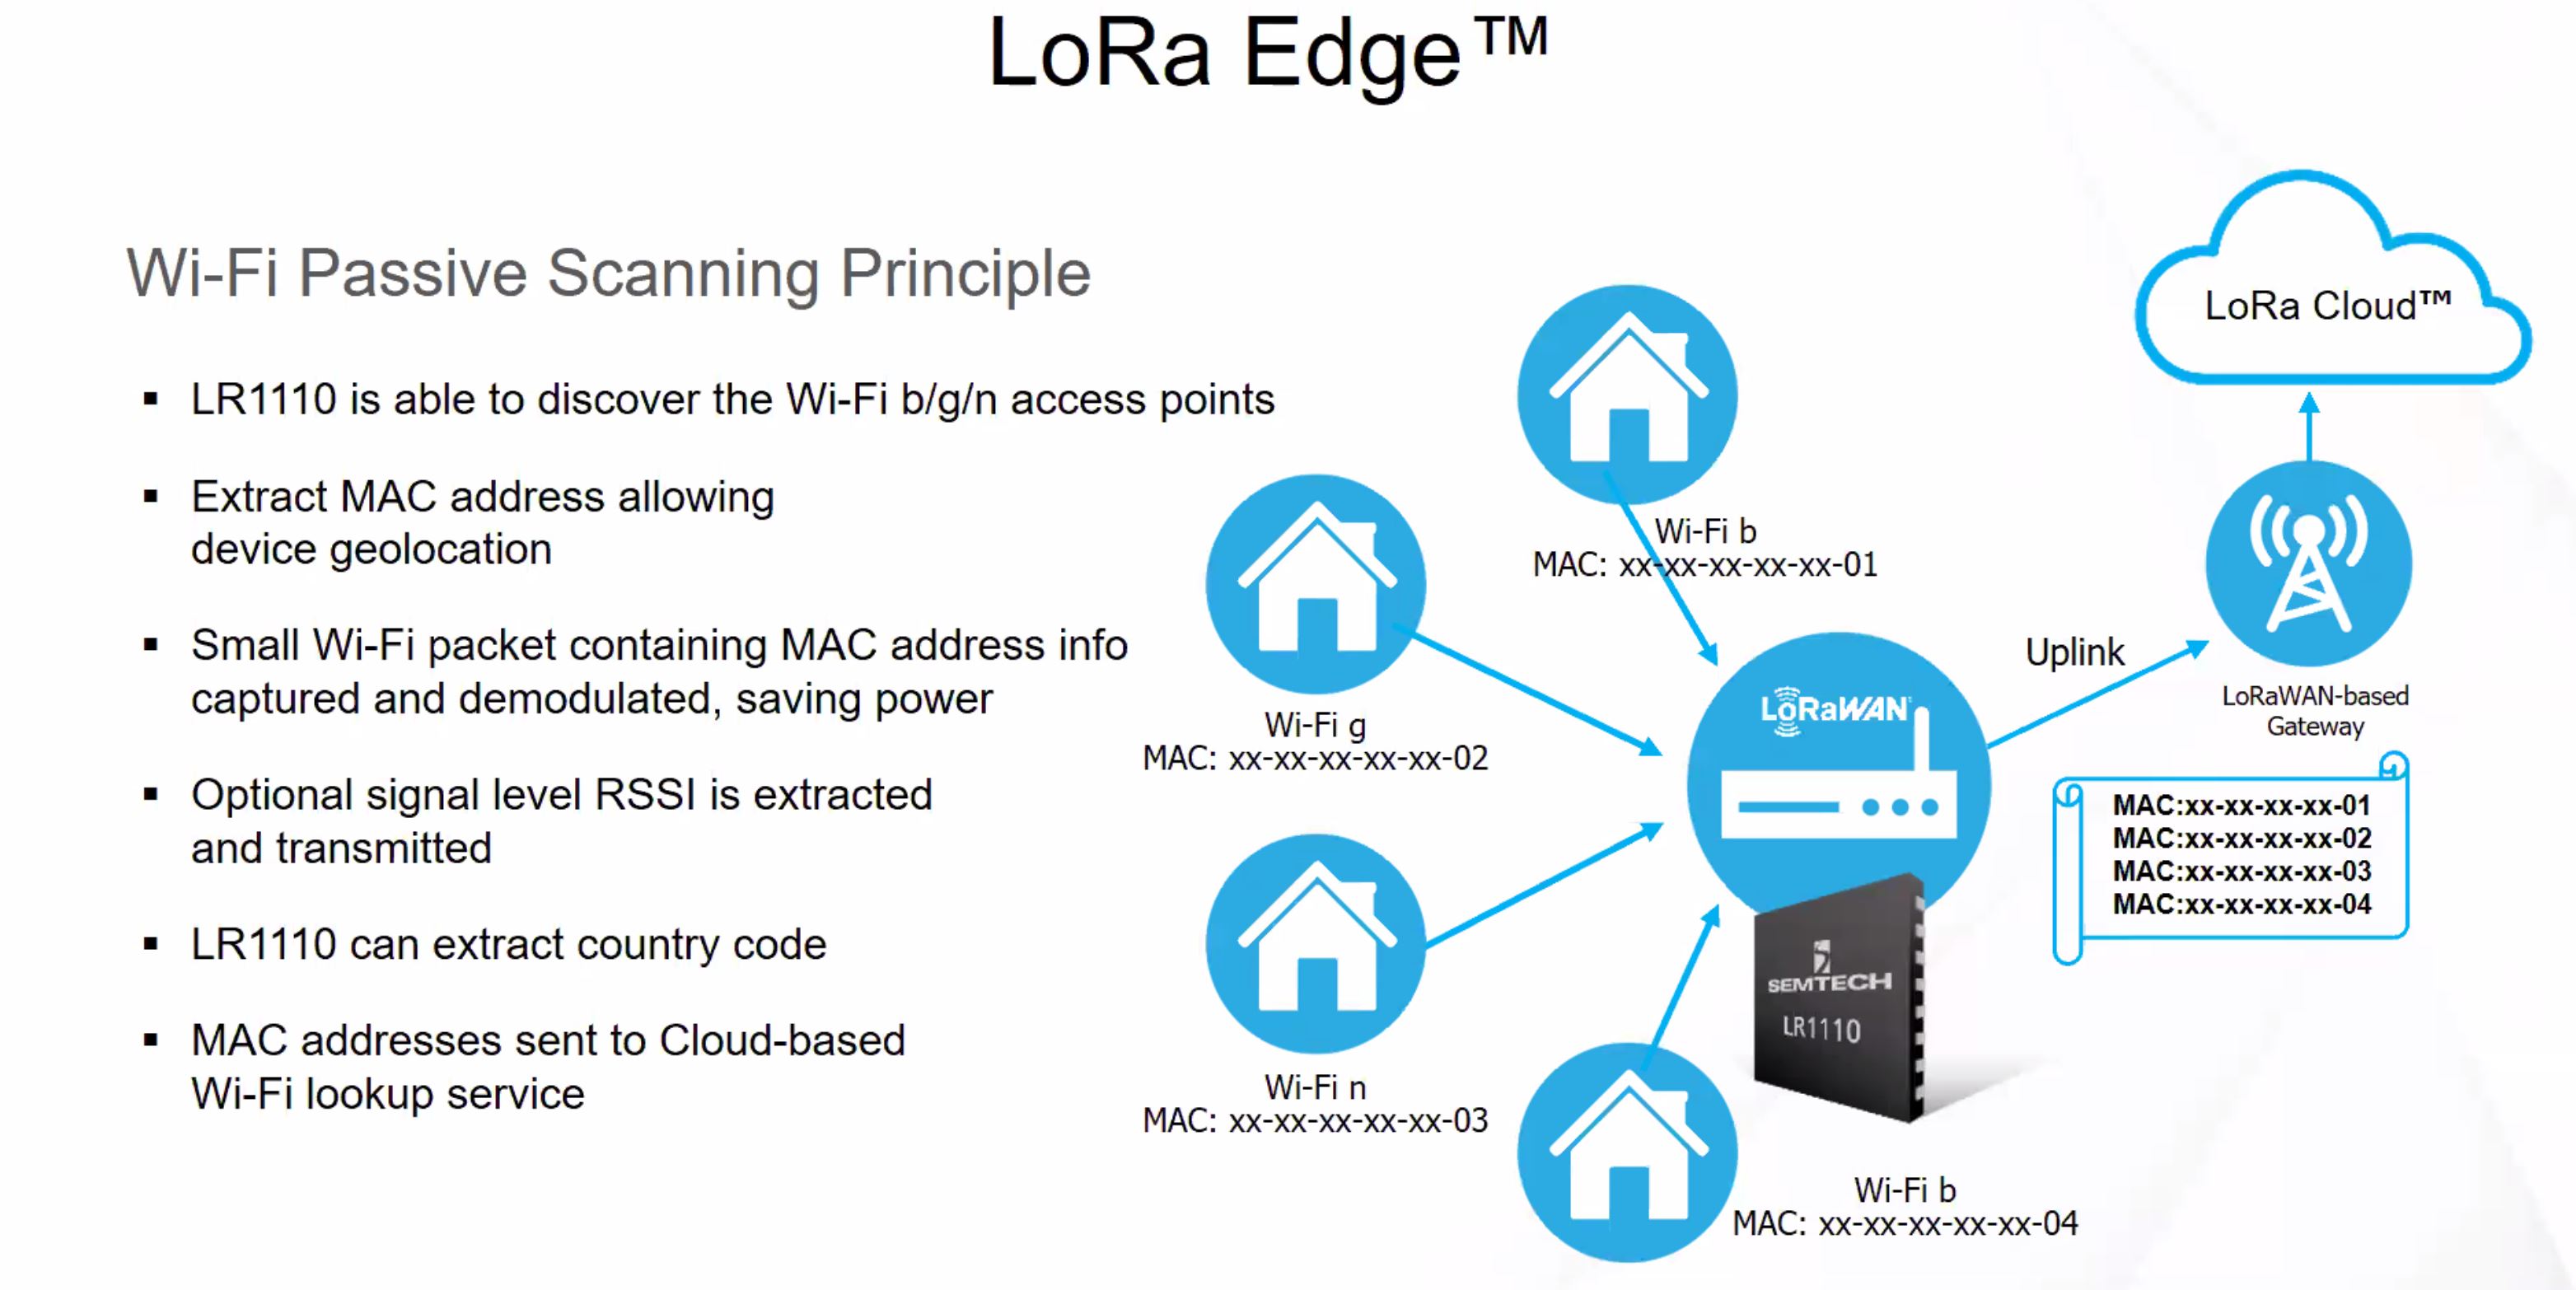 LoRa Edge™
Wi-Fi Passive Scanning Principle
▪ LR1110 is able to discover the Wi-Fi b/g/n access points
▪ Extract MAC address allowing
device geolocation
▪ Small Wi-Fi packet containing MAC address info
captured and demodulated, saving power
▪ Optional signal level RSSI is extracted
and transmitted
▪ LR1110 can extract country code
▪ MAC addresses sent to Cloud-based
Wi-Fi lookup service
Wi-Fi b
MAC: xx-xx-xx-xx-xx-01
Wi-Fi g
MAC: xx-xx-xx-xx-xx-02
Wi-Fi n
MAC: xx-xx-xx-xx-xx-03
Wi-Fi b
MAC: xx-xx-xx-xx-xx-04
LoRaWAN
SEMTECH
LR1110
Uplink
LoRa Cloud™
LoRaWAN-based
Gateway
MAC:xx-xx-xx-xx-01
MAC:xx-xx-xx-xx-02
MAC:xx-xx-xx-xx-03
MAC:xx-xx-xx-xx-04